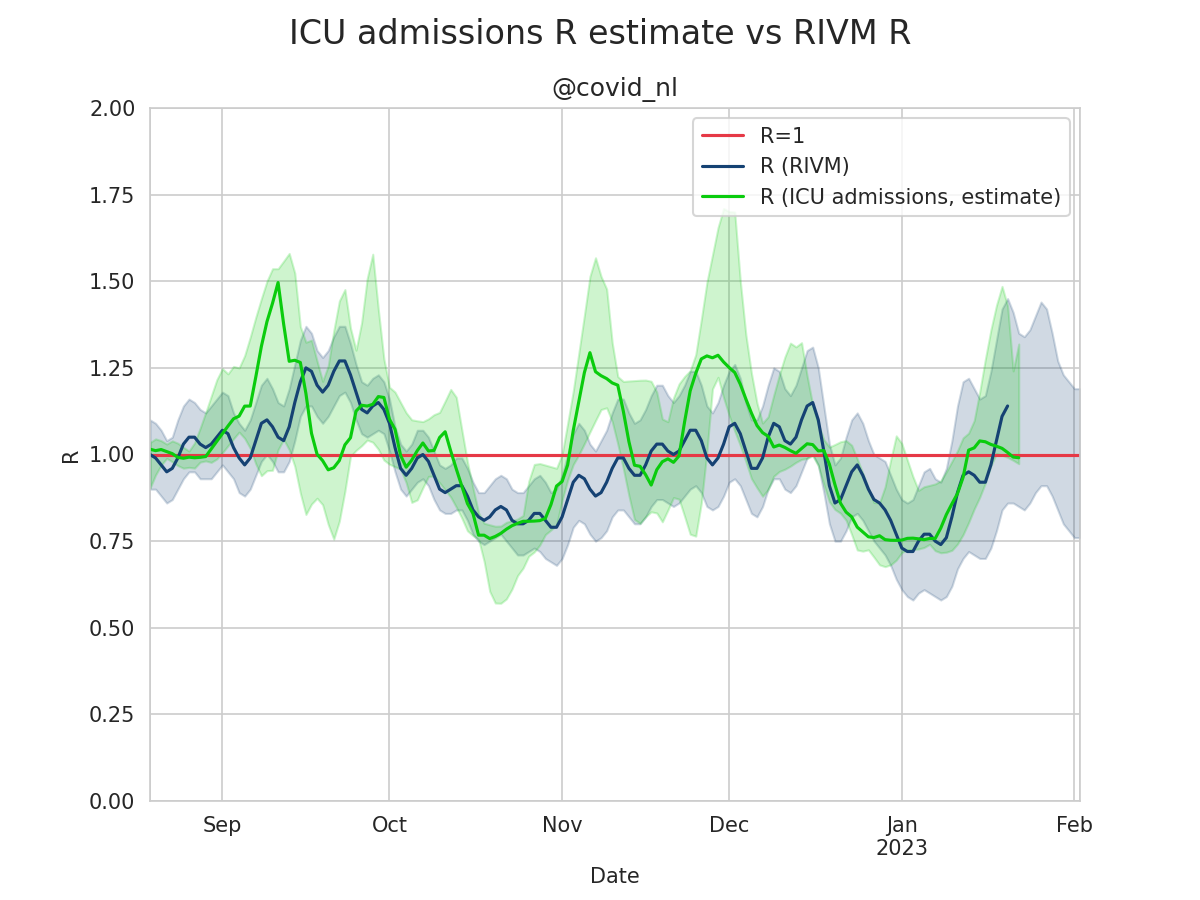 ICU admissions R estimate vs RIVM R
@covid_nl
R=1
R (RIVM)
R (ICU admissions, estimate)
2.00
1.75
1.50
1.25
1.00
0.75
0.50
0.25
0.00
R
Sep Oct Nov Dec Jan Feb
2023
Date